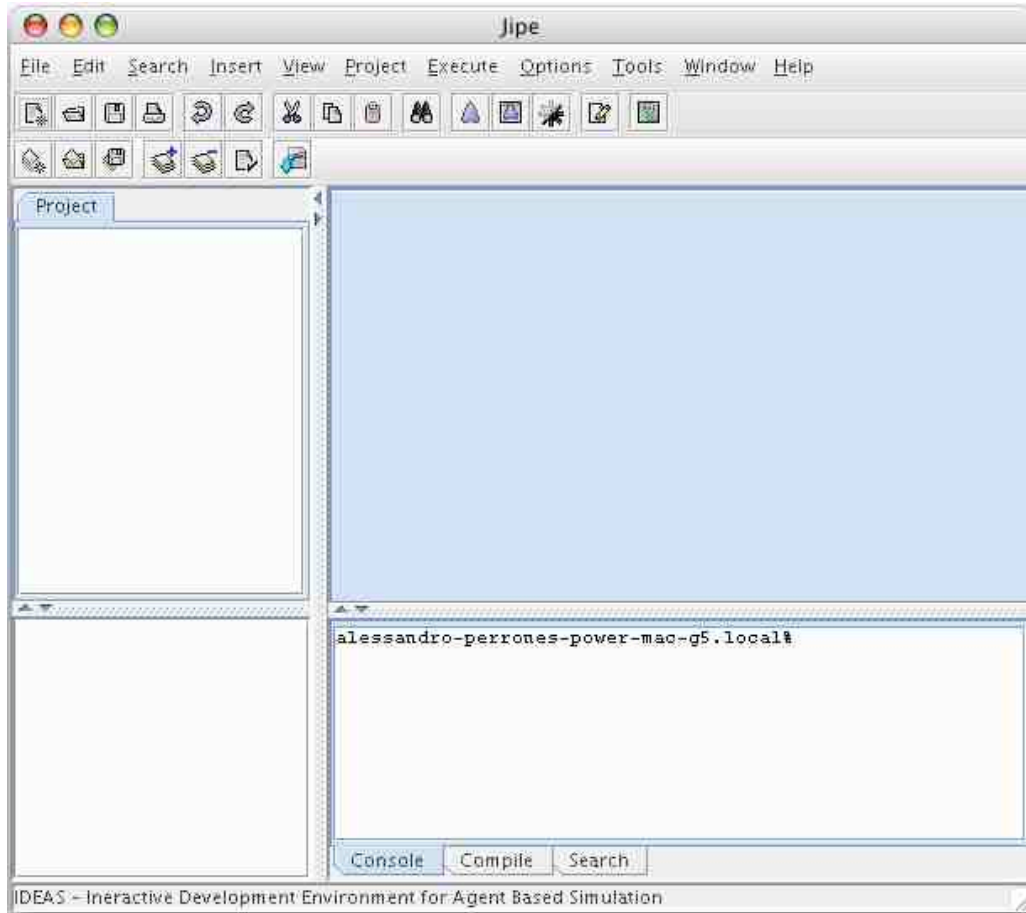 Jipe
File Edit Search Insert View Project Execute Options Tools Window Help
Project
alessandro-perrones-power-mac-g5.local%
Console Compile Search
IDEAS - Ineractive Development Environment for Agent Based Simulation